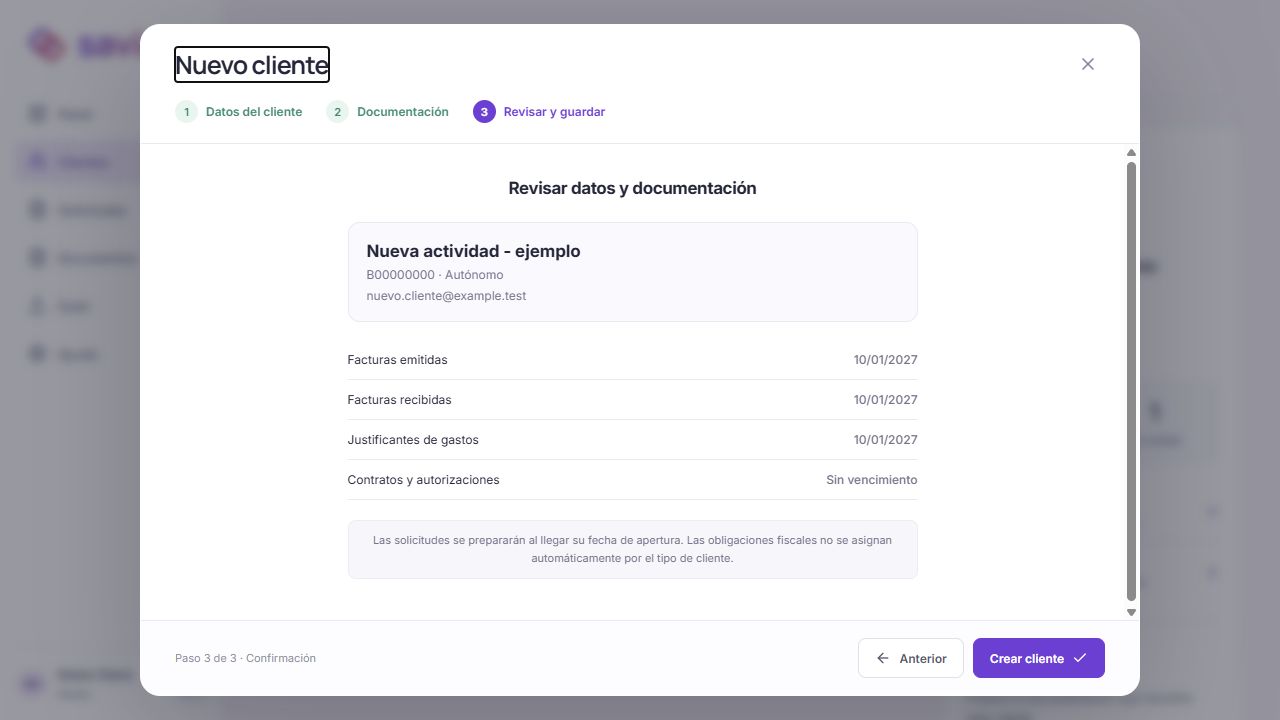 Nuevo cliente
1 Datos del cliente 2 Documentación 3 Revisar y guardar
Revisar datos y documentación
Nueva actividad - ejemplo
B00000000 · Autónomo
nuevo.cliente@example.test
Facturas emitidas 10/01/2027
Facturas recibidas 10/01/2027
Justificantes de gastos 10/01/2027
Contratos y autorizaciones Sin vencimiento
Las solicitudes se prepararán al llegar su fecha de apertura. Las obligaciones fiscales no se asignan
automáticamente por el tipo de cliente.
Paso 3 de 3 · Confirmación Anterior Crear cliente